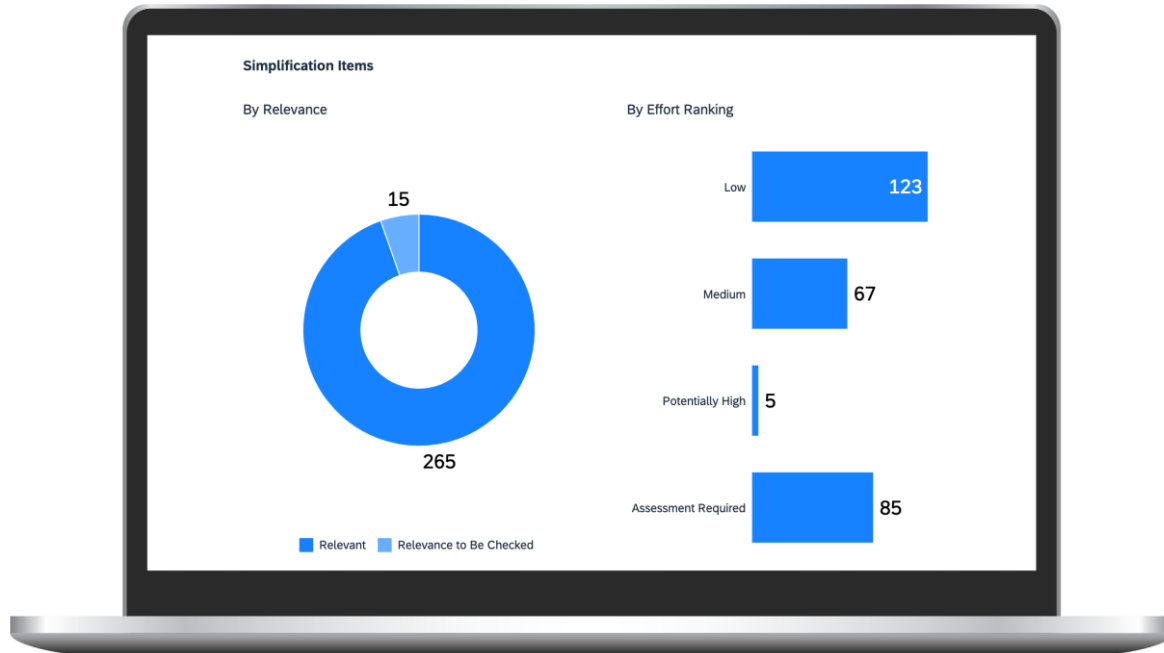 Simplification Items
By Relevance
15
265
Relevant
Relevance to Be Checked
By Effort Ranking
Low
123
Medium
67
Potentially High
5
Assessment Required
85